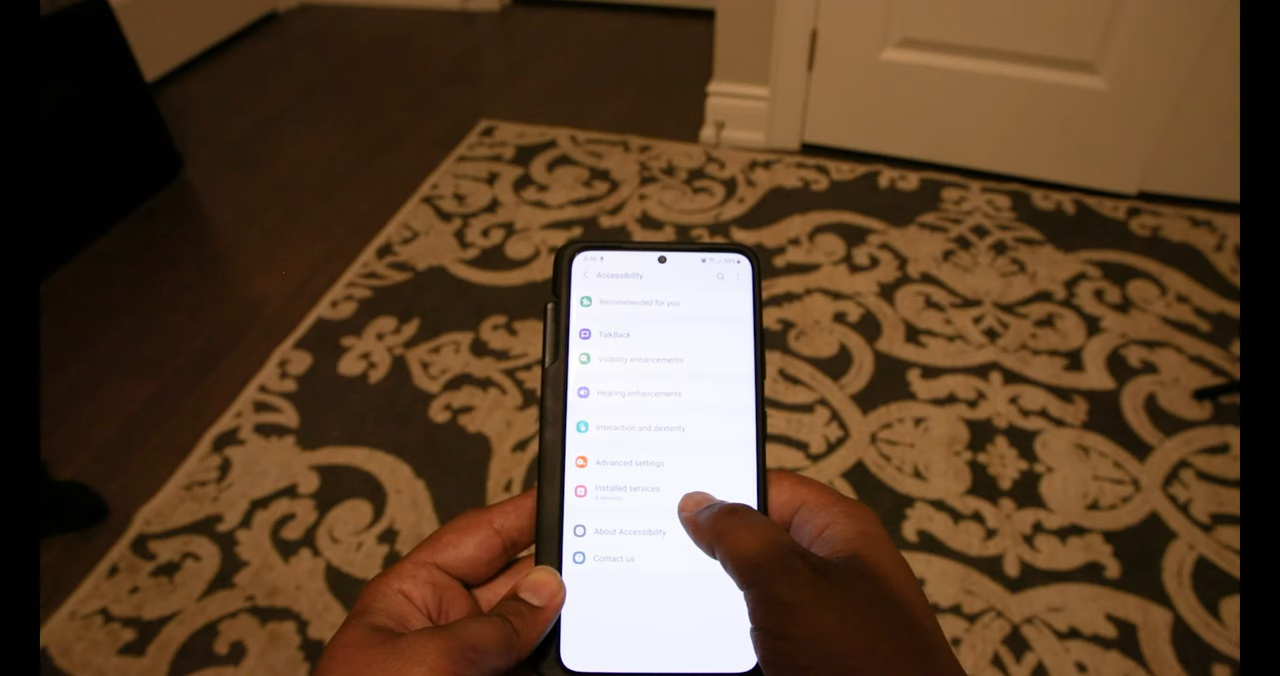 Accessibility
Recommended for you
TalkBack
Visibility enhancements
Hearing enhancements
Interaction and dexterity
Advanced settings
Installed services
About Accessibility
Contact us